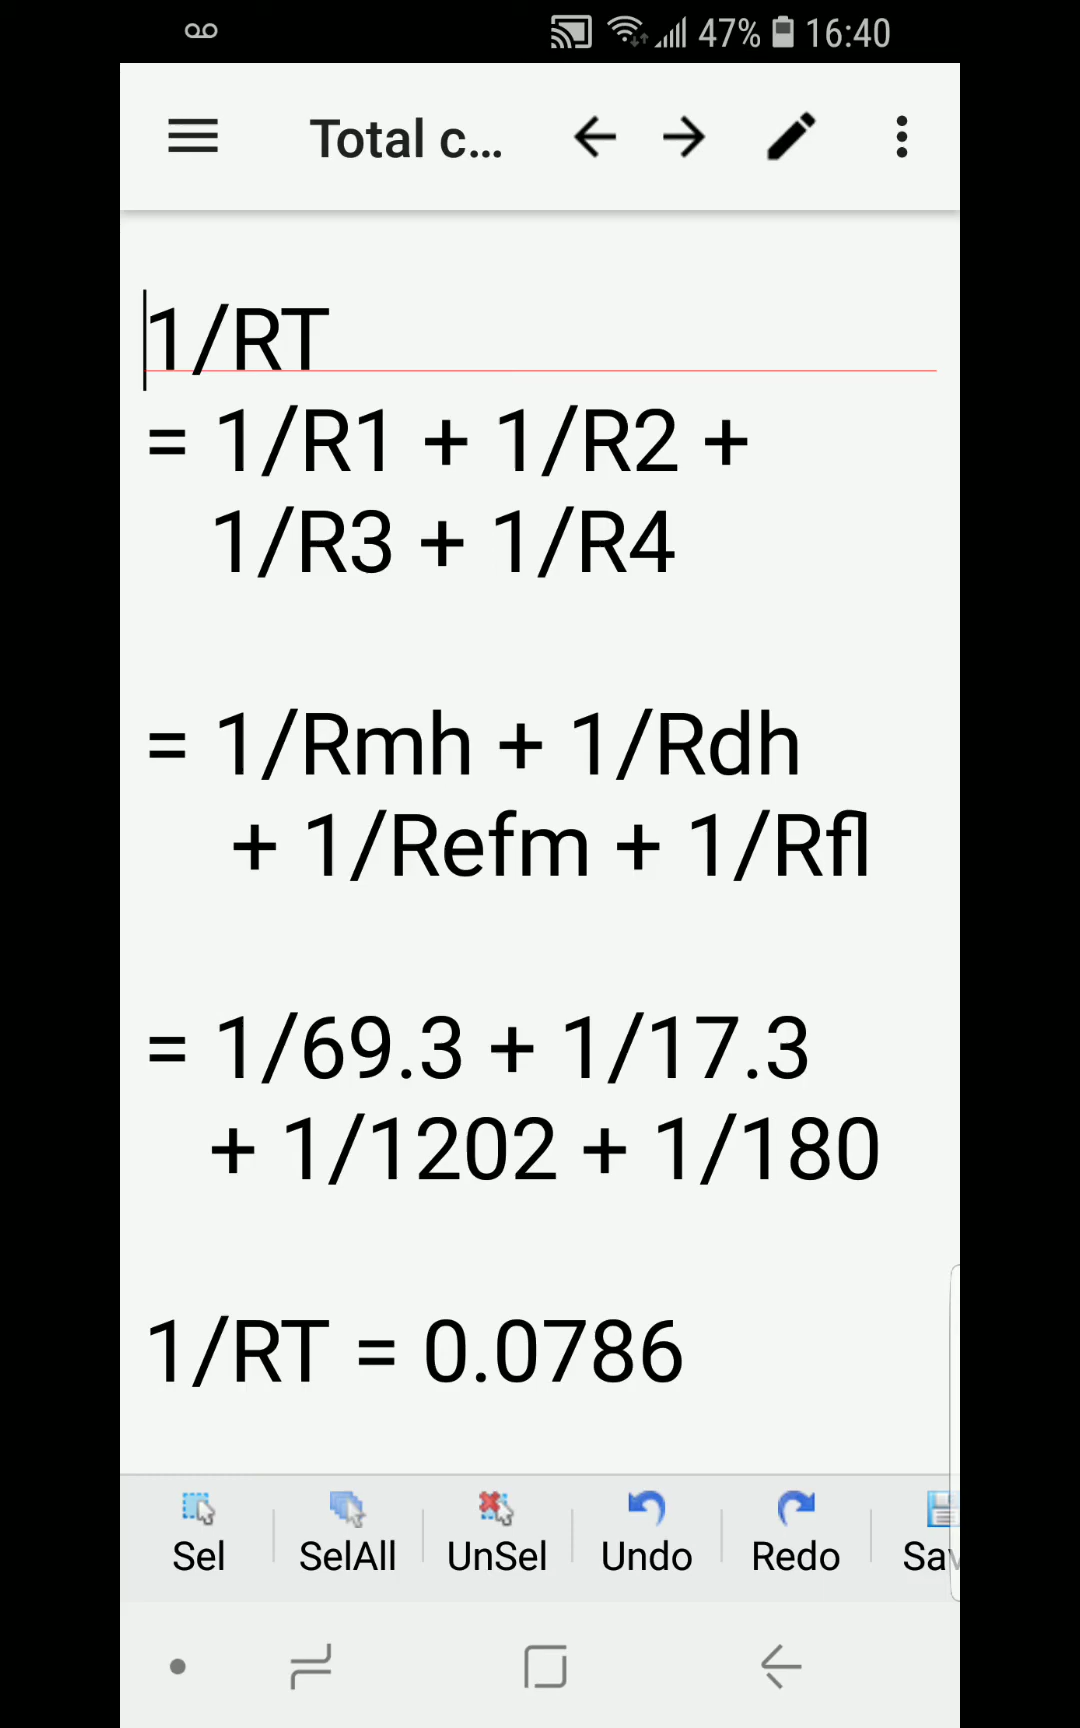 47% 16:40
Total c...
1/RT
= 1/R1 + 1/R2 +
1/R3 + 1/R4
= 1/Rmh + 1/Rdh
+ 1/Refm + 1/Rfl
= 1/69.3 + 1/17.3
+ 1/1202 + 1/180
1/RT = 0.0786
Sel SelAll UnSel Undo Redo Sav